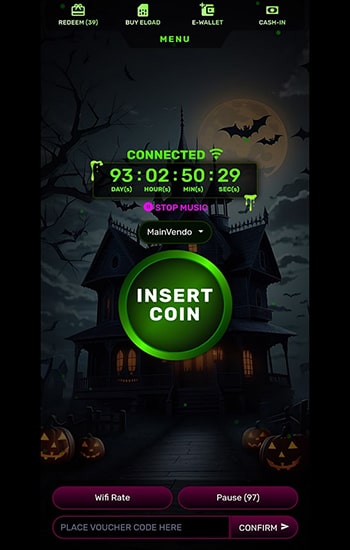 REDEEM (39) BUY ELOAD E-WALLET CASH-IN
MENU
CONNECTED
93 : 02 : 50 : 29
DAY(s) HOUR(s) MIN(s) SEC(s)
STOP MUSIC
MainVendo
INSERT
COIN
Wifi Rate Pause (97)
PLACE VOUCHER CODE HERE CONFIRM